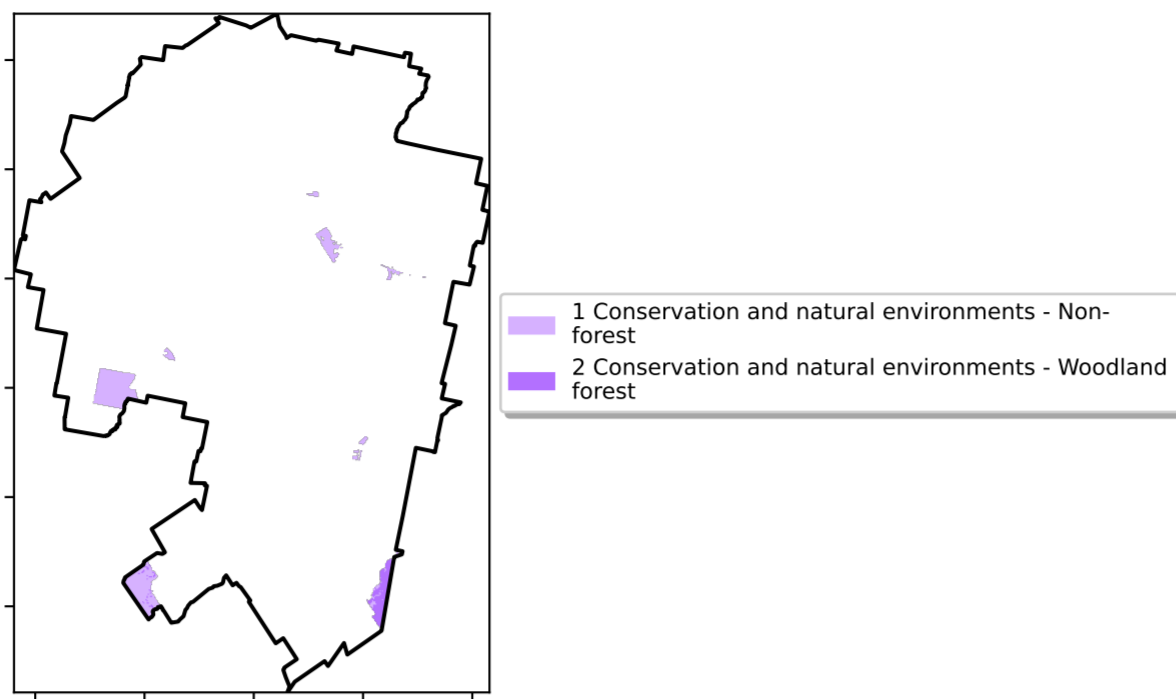 1 Conservation and natural environments - Non-
forest
2 Conservation and natural environments - Woodland
forest